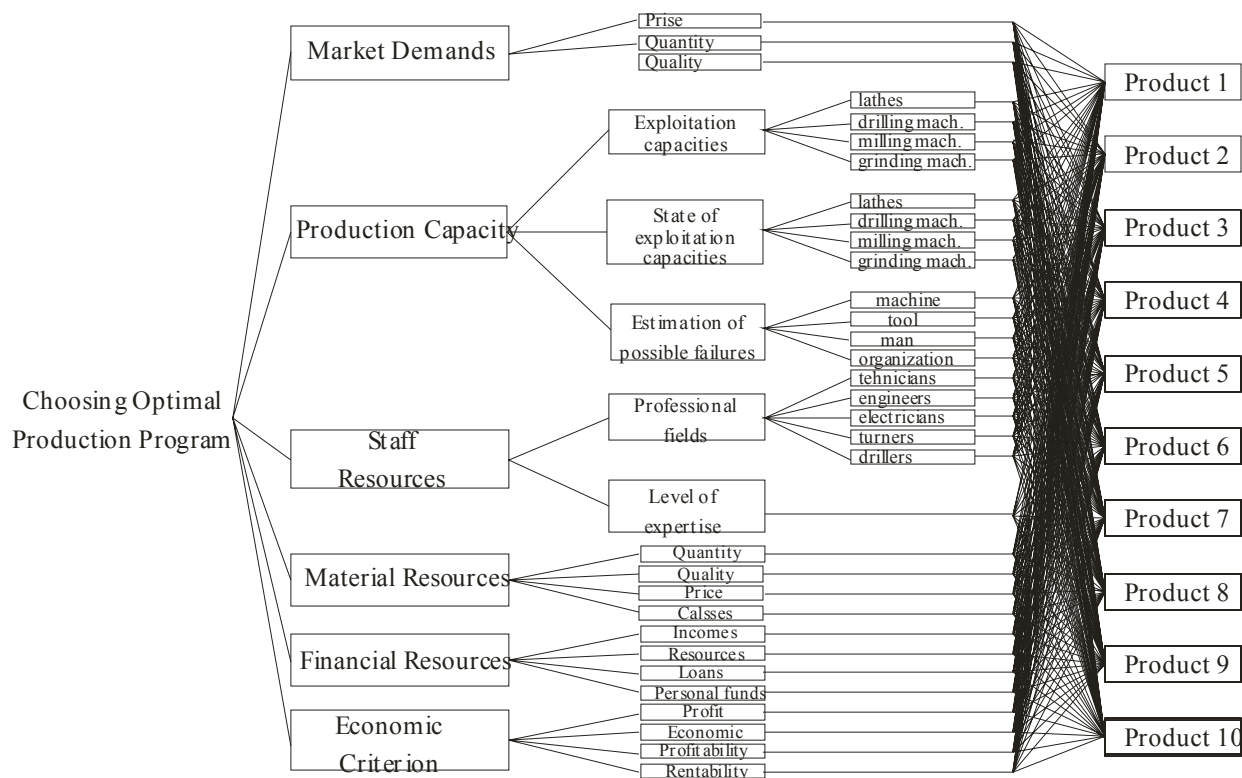 Choosing Optimal
Production Program
Market Demands
Production Capacity
Staff
Resources
Material Resources
Financial Resources
Economic
Criterion
Prise
Quantity
Quality
Exploitation
capacities
State of
exploitation
capacities
Estimation of
possible failures
Professional
fields
Level of
expertise
Quantity
Quality
Price
Calsses
Incomes
Resources
Loans
Personal funds
Profit
Economic
Profitability
Rentability
lathes
drilling mach.
milling mach.
grinding mach.
lathes
drilling mach.
milling mach.
grinding mach.
machine
tool
man
organization
tehnicians
engineers
electricians
turners
drillers
Product 1
Product 2
Product 3
Product 4
Product 5
Product 6
Product 7
Product 8
Product 9
Product 10